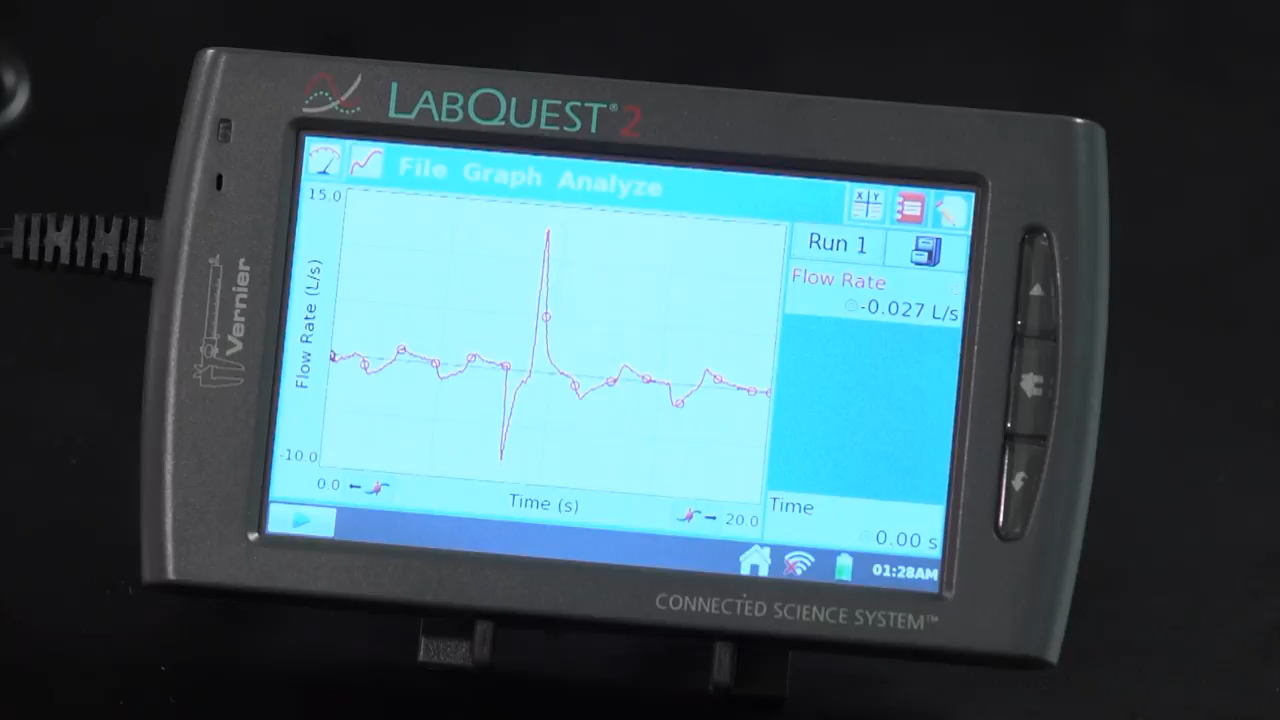 LABQUEST® 2
File Graph Analyze
X Y
15.0
Run 1
Flow Rate
-0.027 L/s
Flow Rate (L/s)
Vernier
-10.0
0.0
Time (s)
20.0
Time
0.00 s
01:28AM
CONNECTED SCIENCE SYSTEM™